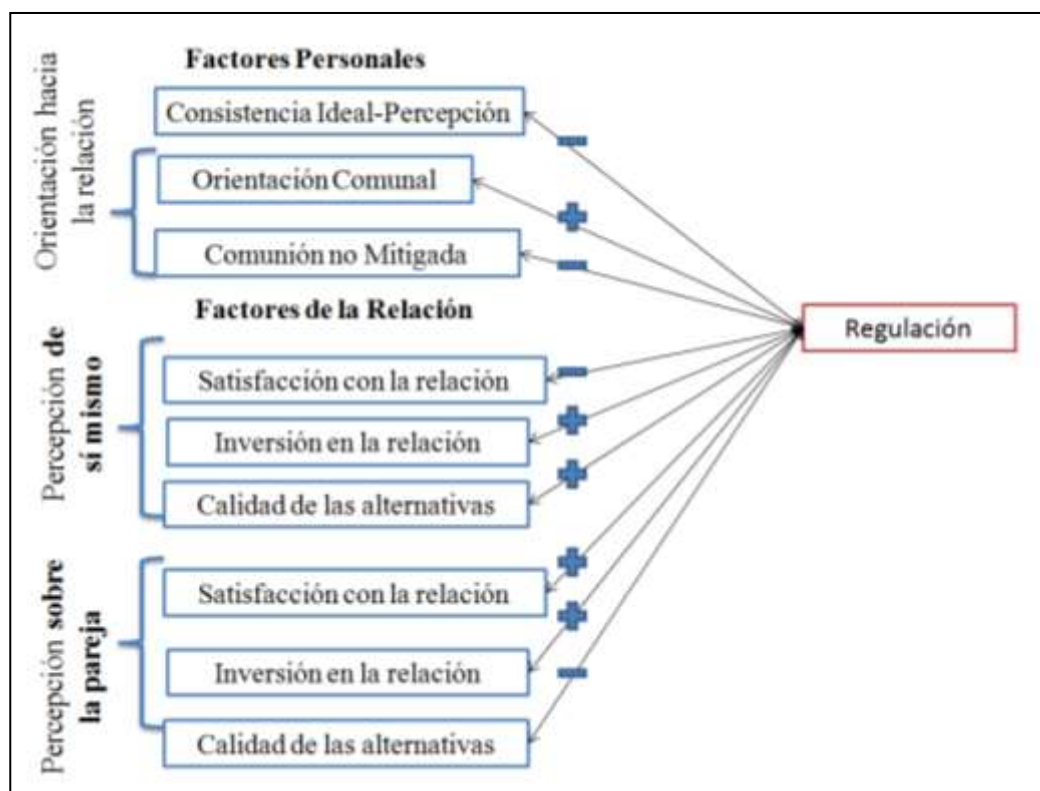 Factores Personales
Orientación hacia
la relación
Consistencia Ideal-Percepción
Orientación Comunal
Comunión no Mitigada
Factores de la Relación
Percepción de
sí mismo
Satisfacción con la relación
Inversión en la relación
Calidad de las alternativas
Percepción sobre
la pareja
Satisfacción con la relación
Inversión en la relación
Calidad de las alternativas
Regulación